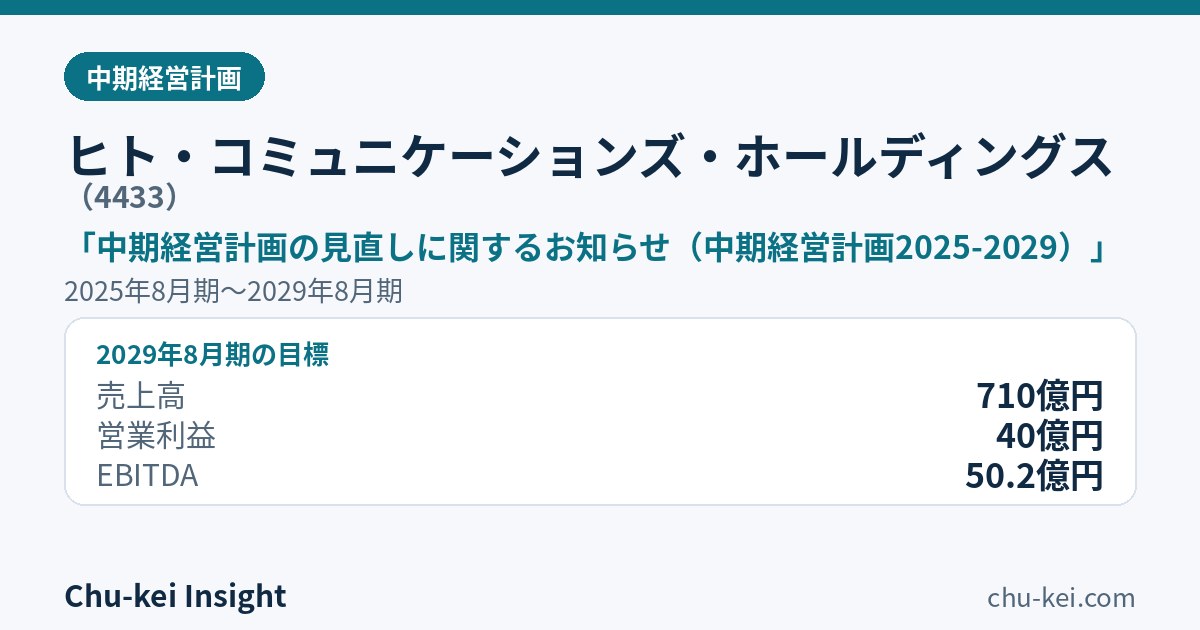 中期経営計画
ヒト・コミュニケーションズ・ホールディングス
（4433）
「中期経営計画の見直しに関するお知らせ（中期経営計画2025-2029）」
2025年8月期～2029年8月期
2029年8月期の目標
売上高 710億円
営業利益 40億円
EBITDA 50.2億円
Chu-kei Insight chu-kei.com